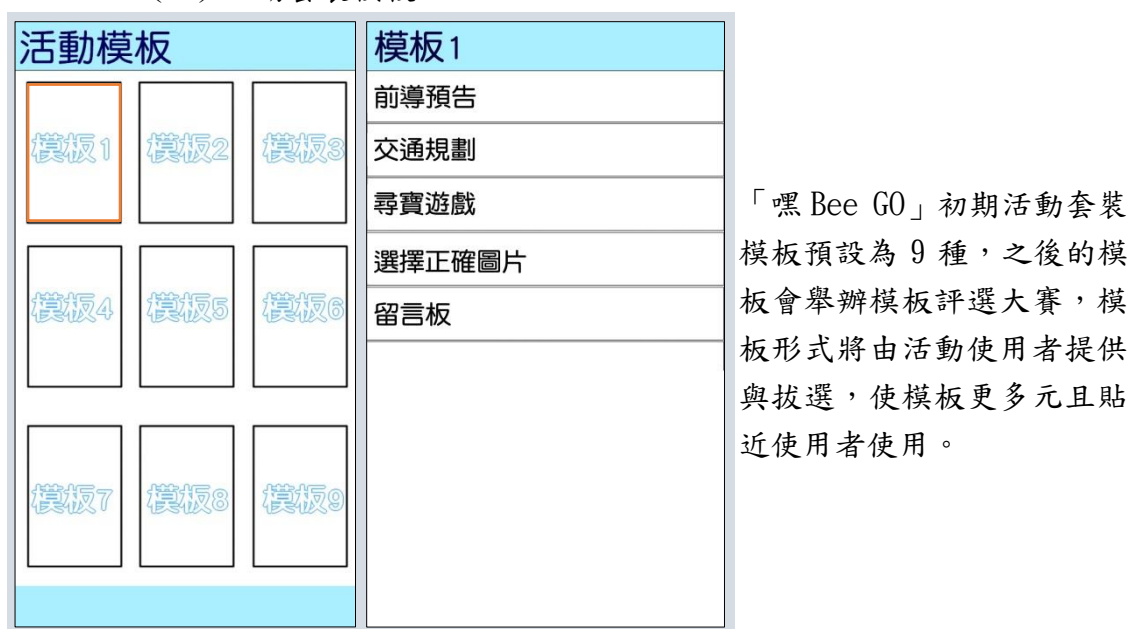 活動模板
模板1 模板2 模板3
模板4 模板5 模板6
模板7 模板8 模板9
模板1
前導預告
交通規劃
尋寶遊戲
選擇正確圖片
留言板
「嘿 Bee GO」初期活動套裝
模板預設為 9 種,之後的模
板會舉辦模板評選大賽,模
板形式將由活動使用者提供
與拔選,使模板更多元且貼
近使用者使用。